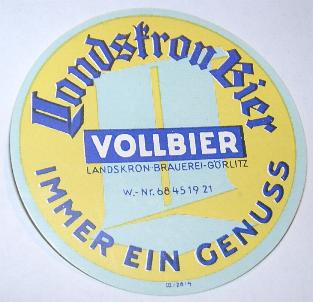 Landskron Bier
VOLLBIER
LANDSKRON-BRAUEREI-GÖRLITZ
W.-Nr. 68 45 19 21
IMMER EIN GENUSS